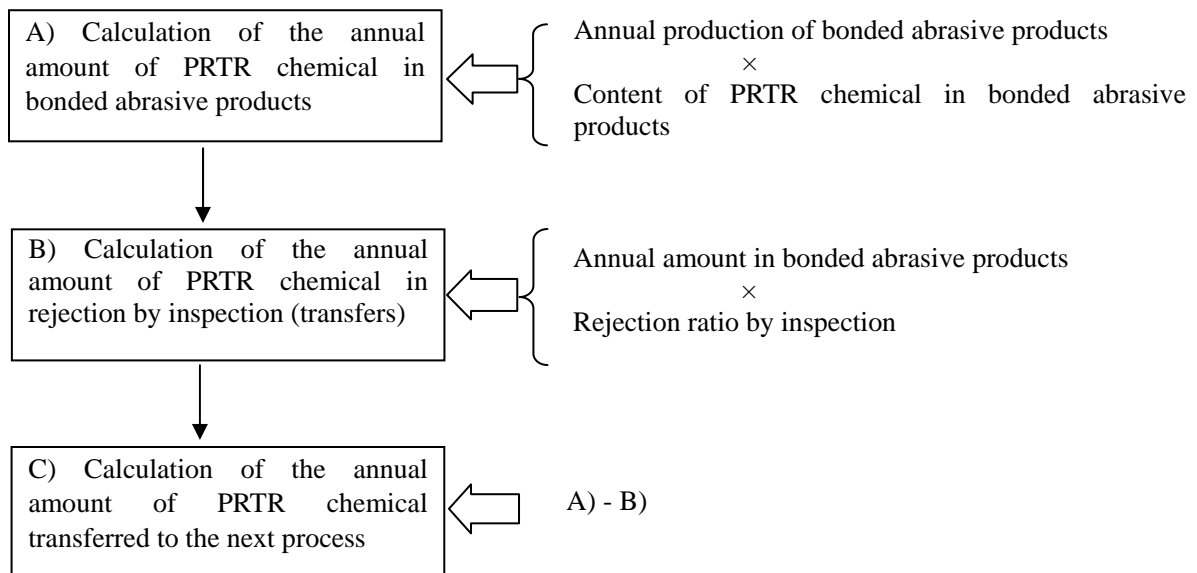 A) Calculation of the annual
amount of PRTR chemical in
bonded abrasive products
Annual production of bonded abrasive products
×
Content of PRTR chemical in bonded abrasive
products
B) Calculation of the annual
amount of PRTR chemical in
rejection by inspection (transfers)
Annual amount in bonded abrasive products
×
Rejection ratio by inspection
C) Calculation of the annual
amount of PRTR chemical
transferred to the next process
A) - B)